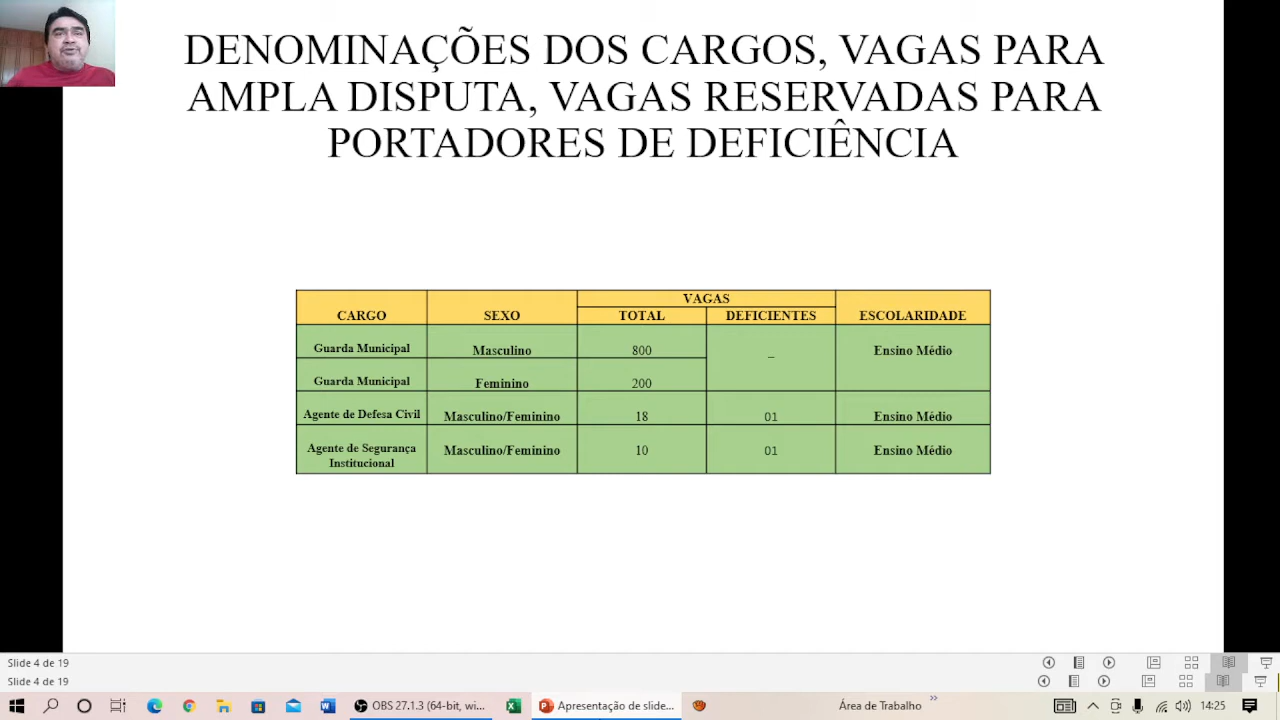 DENOMINAÇÕES DOS CARGOS, VAGAS PARA
AMPLA DISPUTA, VAGAS RESERVADAS PARA
PORTADORES DE DEFICIÊNCIA
CARGO SEXO VAGAS ESCOLARIDADE
TOTAL DEFICIENTES
Guarda Municipal Masculino 800 _ Ensino Médio
Guarda Municipal Feminino 200
Agente de Defesa Civil Masculino/Feminino 18 01 Ensino Médio
Agente de Segurança
Institucional Masculino/Feminino 10 01 Ensino Médio
Slide 4 de 19
Slide 4 de 19
OBS 27.1.3 (64-bit, wi... Apresentação de slide... Área de Trabalho » 14:25